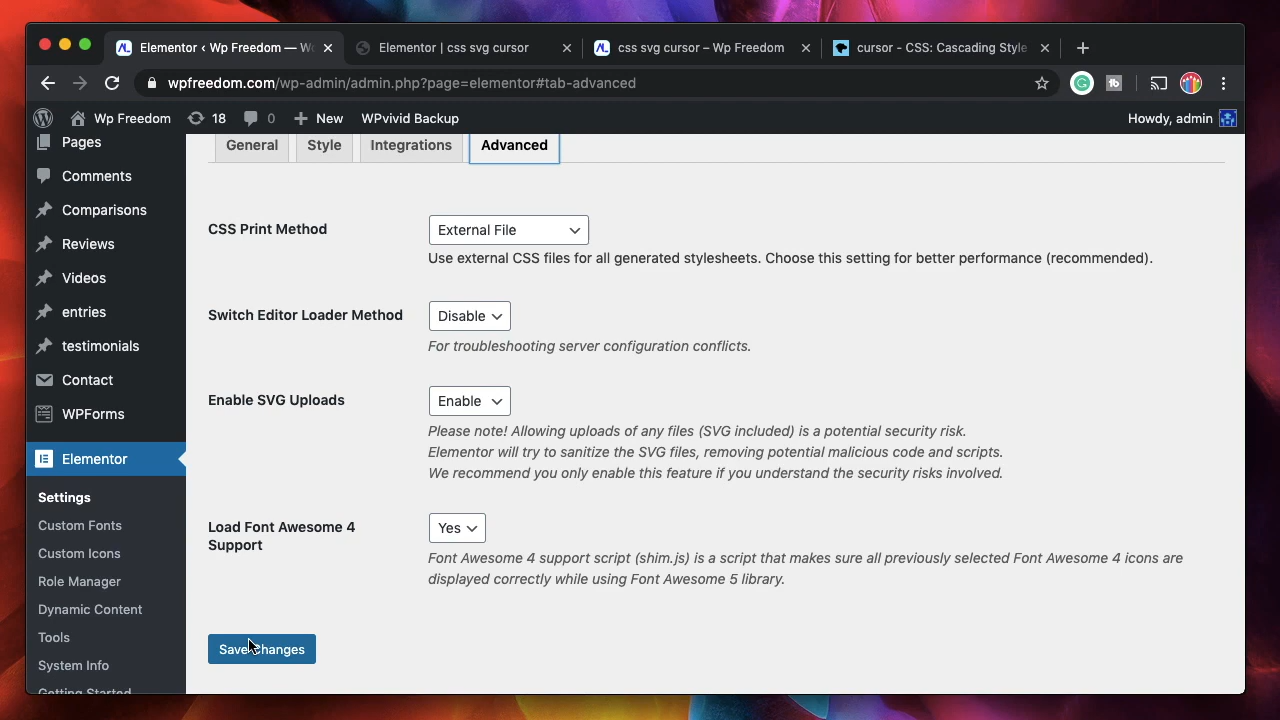 Elementor ‹ Wp Freedom — W
Elementor | css svg cursor
css svg cursor – Wp Freedom
cursor - CSS: Cascading Style
wpfreedom.com/wp-admin/admin.php?page=elementor#tab-advanced
Wp Freedom
18
0
New
WPvivid Backup
Howdy, admin
Pages
Comments
Comparisons
Reviews
Videos
entries
testimonials
Contact
WPForms
Elementor
Settings
Custom Fonts
Custom Icons
Role Manager
Dynamic Content
Tools
System Info
Getting Started
General
Style
Integrations
Advanced
CSS Print Method
External File
Use external CSS files for all generated stylesheets. Choose this setting for better performance (recommended).
Switch Editor Loader Method
Disable
For troubleshooting server configuration conflicts.
Enable SVG Uploads
Enable
Please note! Allowing uploads of any files (SVG included) is a potential security risk.
Elementor will try to sanitize the SVG files, removing potential malicious code and scripts.
We recommend you only enable this feature if you understand the security risks involved.
Load Font Awesome 4
Support
Yes
Font Awesome 4 support script (shim.js) is a script that makes sure all previously selected Font Awesome 4 icons are
displayed correctly while using Font Awesome 5 library.
Save Changes